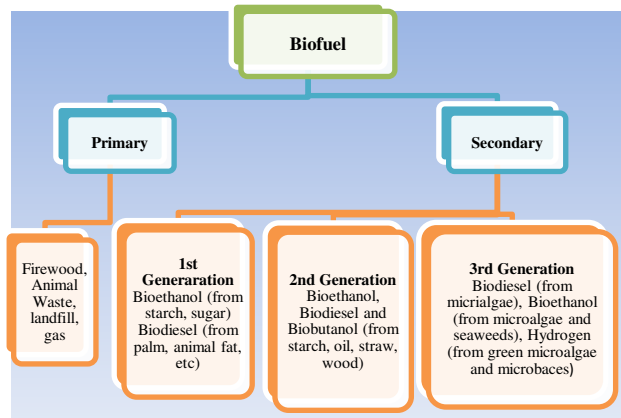 Biofuel
Primary
Secondary
Firewood,
Animal
Waste,
landfill,
gas
1st
Generaration
Bioethanol (from
starch, sugar)
Biodiesel (from
palm, animal fat,
etc)
2nd Generation
Bioethanol,
Biodiesel and
Biobutanol (from
starch, oil, straw,
wood)
3rd Generation
Biodiesel (from
micrialgae), Bioethanol
(from microalgae and
seaweeds), Hydrogen
(from green microalgae
and microbaces)